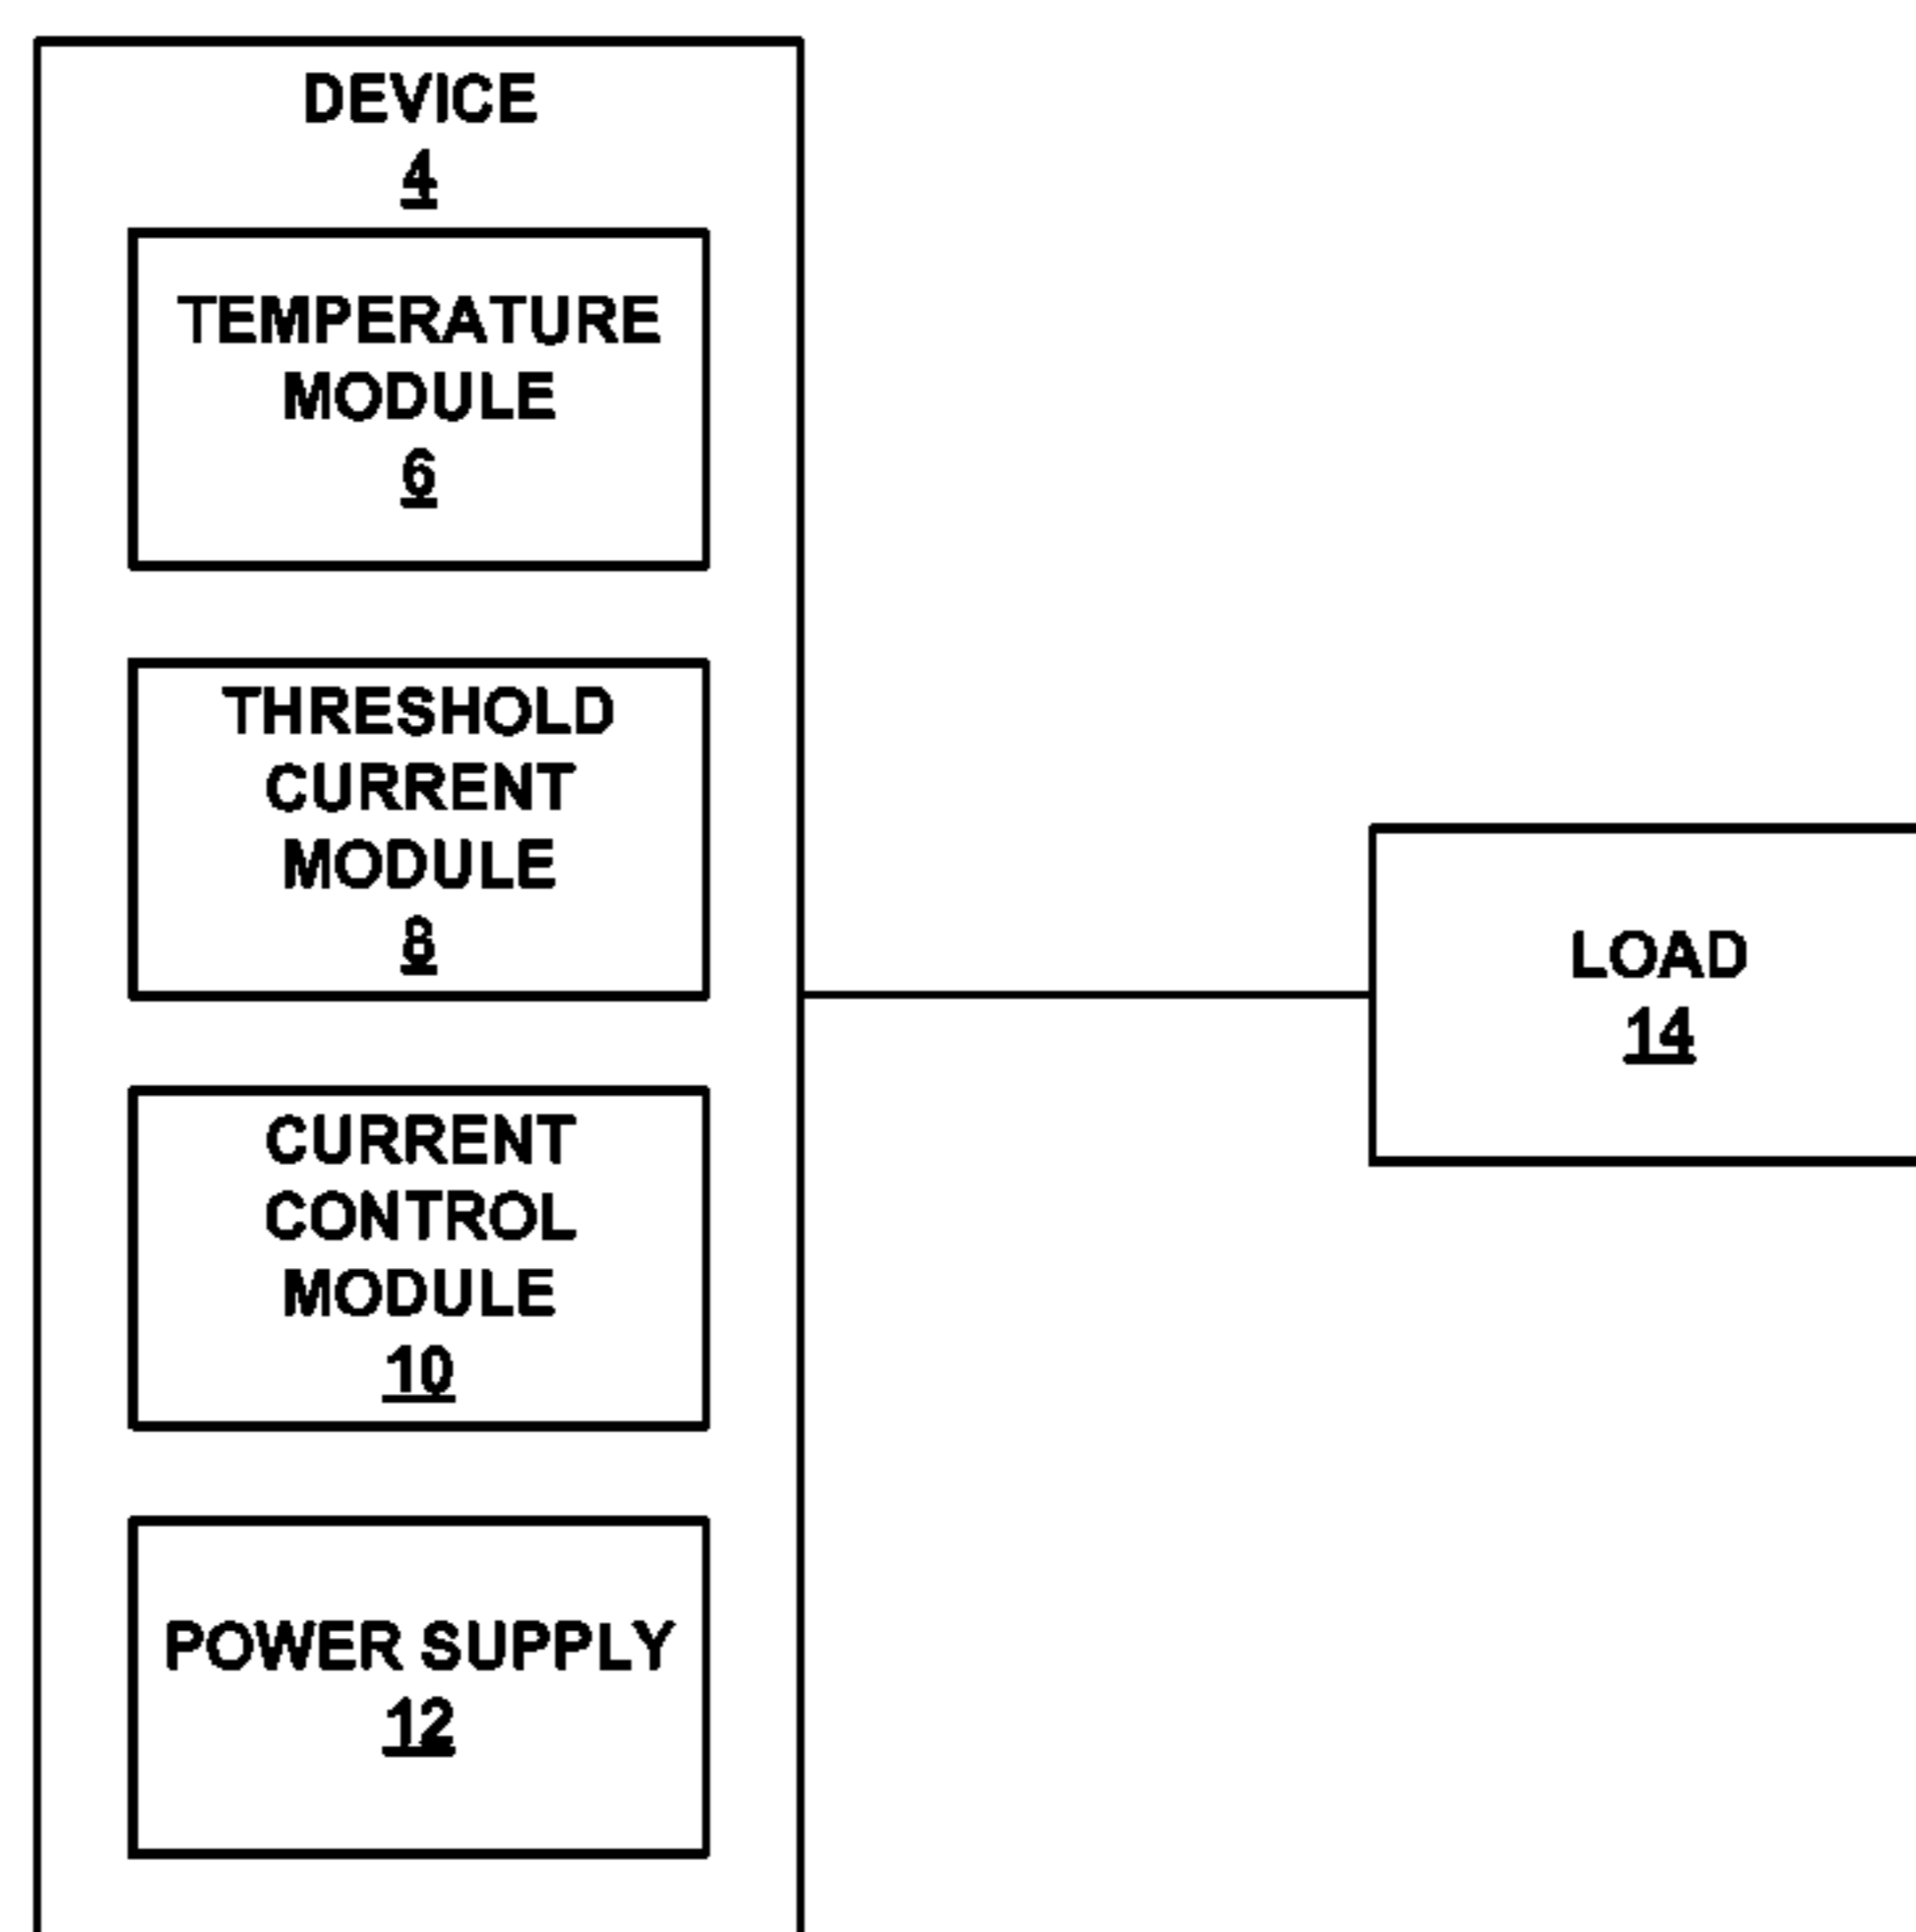 DEVICE
4
TEMPERATURE
MODULE
6
THRESHOLD
CURRENT
MODULE
8
CURRENT
CONTROL
MODULE
10
POWER SUPPLY
12
LOAD
14